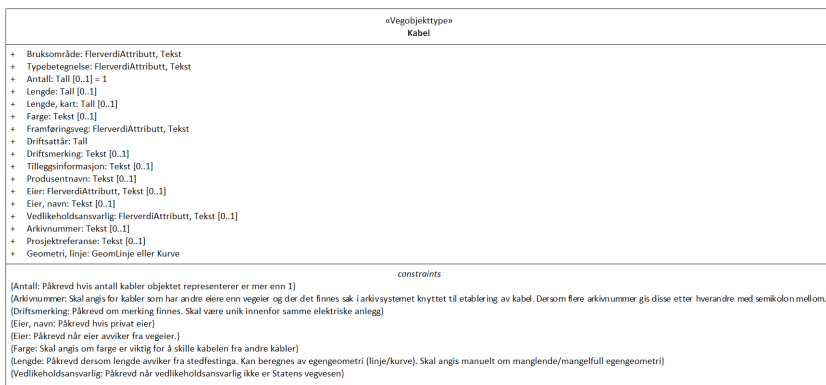 «Vegobjekttype»
Kabel
+ Bruksområde: FlerverdiAttributt, Tekst
+ Typebetegnelse: FlerverdiAttributt, Tekst
+ Antall: Tall [0..1] = 1
+ Lengde: Tall [0..1]
+ Lengde, kart: Tall [0..1]
+ Farge: Tekst [0..1]
+ Framføringsveg: FlerverdiAttributt, Tekst
+ Driftsattår: Tall
+ Driftsmerking: Tekst [0..1]
+ Tilleggsinformasjon: Tekst [0..1]
+ Produsentnavn: Tekst [0..1]
+ Eier: FlerverdiAttributt, Tekst [0..1]
+ Eier, navn: Tekst [0..1]
+ Vedlikeholdsansvarlig: FlerverdiAttributt, Tekst [0..1]
+ Arkivnummer: Tekst [0..1]
+ Prosjektreferanse: Tekst [0..1]
+ Geometri, linje: GeomLinje eller Kurve
constraints
{Antall: Påkrevd hvis antall kabler objektet representerer er mer enn 1}
{Arkivnummer: Skal angis for kabler som har andre eiere enn vegeier og der det finnes sak i arkivsystemet knyttet til etablering av kabel. Dersom flere arkivnummer gis disse etter hverandre med semikolon mellom.
{Driftsmerking: Påkrevd om merking finnes. Skal være unik innenfor samme elektriske anlegg}
{Eier, navn: Påkrevd hvis privat eier}
{Eier: Påkrevd når eier avviker fra vegeier.}
{Farge: Skal angis om farge er viktig for å skille kabelen fra andre kabler}
{Lengde: Påkrevd dersom lengde avviker fra stedfestinga. Kan beregnes av egengeometri (linje/kurve). Skal angis manuelt om manglende/mangelfull egengeometri}
{Vedlikeholdsansvarlig: Påkrevd når vedlikeholdsansvarlig ikke er Statens vegvesen}